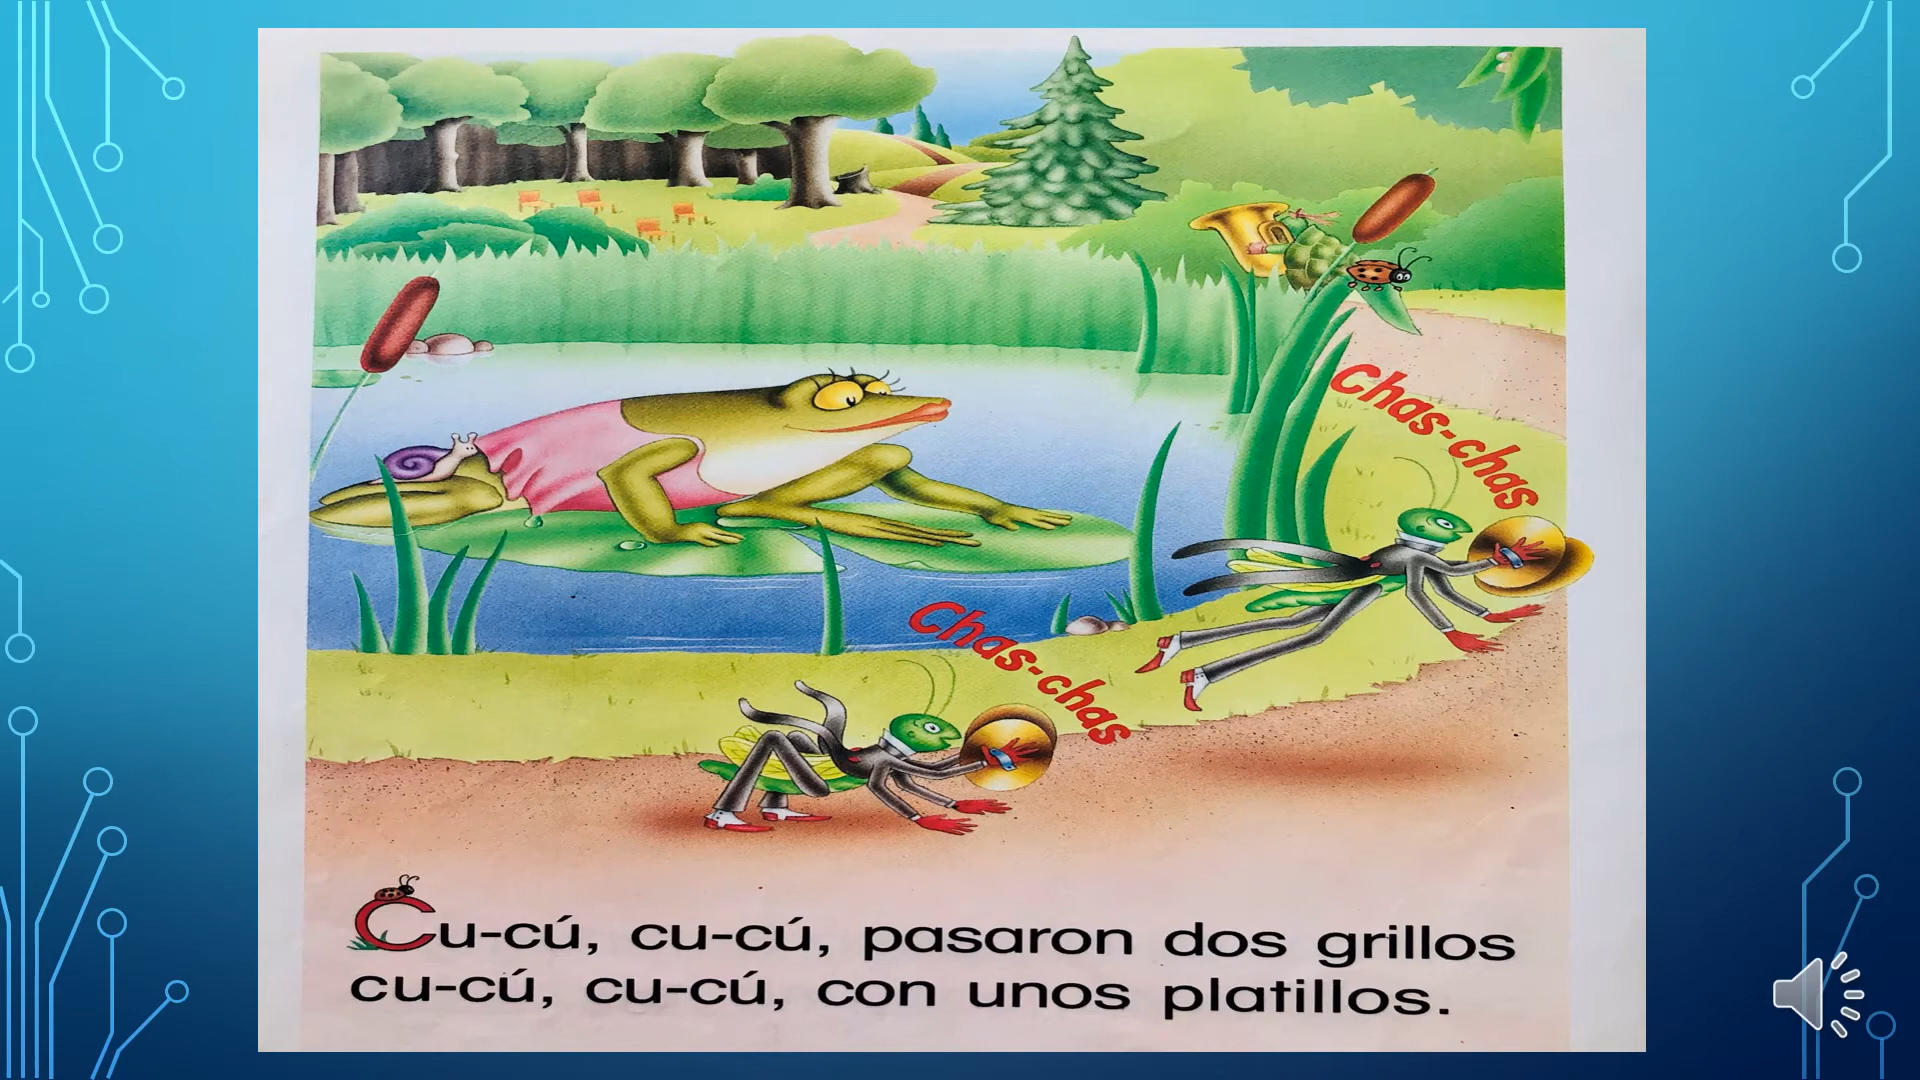 Chas-chas
Chas-chas
Cu-cú, cu-cú, pasaron dos grillos
cu-cú, cu-cú, con unos platillos.